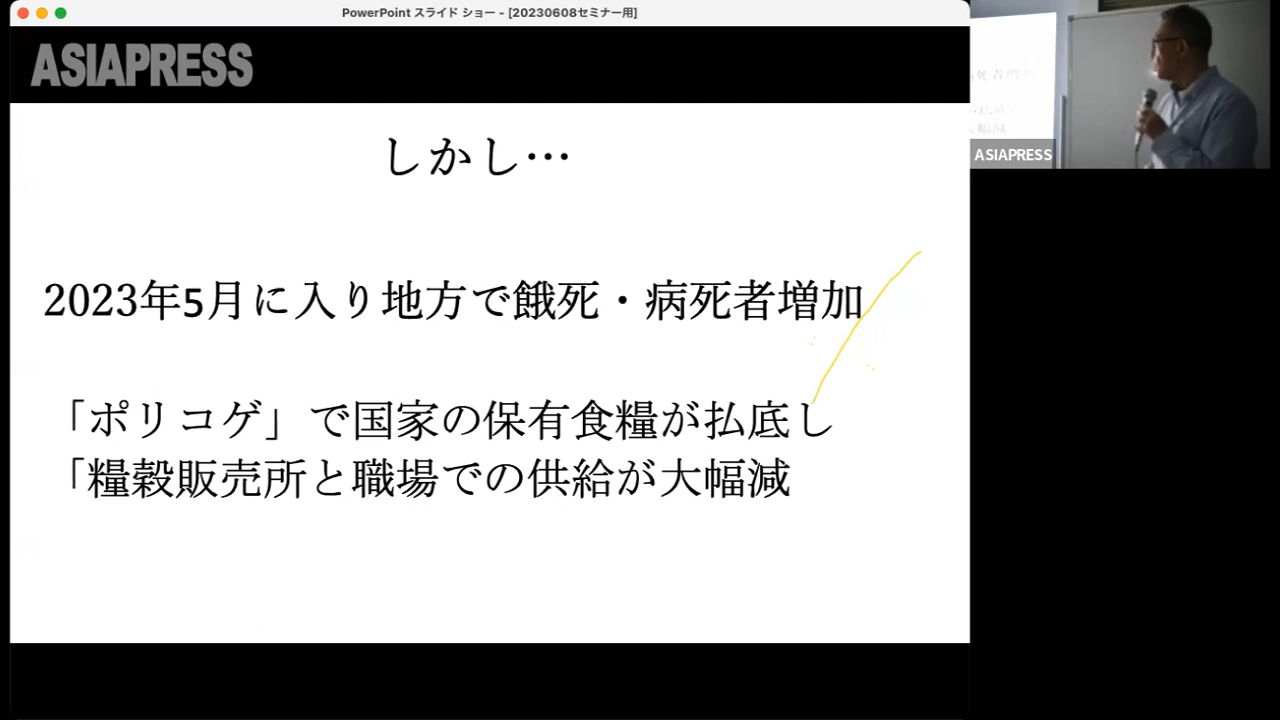 PowerPoint スライド ショー - [20230608セミナー用]
ASIAPRESS
しかし…
2023年5月に入り地方で餓死・病死者増加
「ポリコゲ」で国家の保有食糧が払底し
「糧穀販売所と職場での供給が大幅減
ASIAPRESS